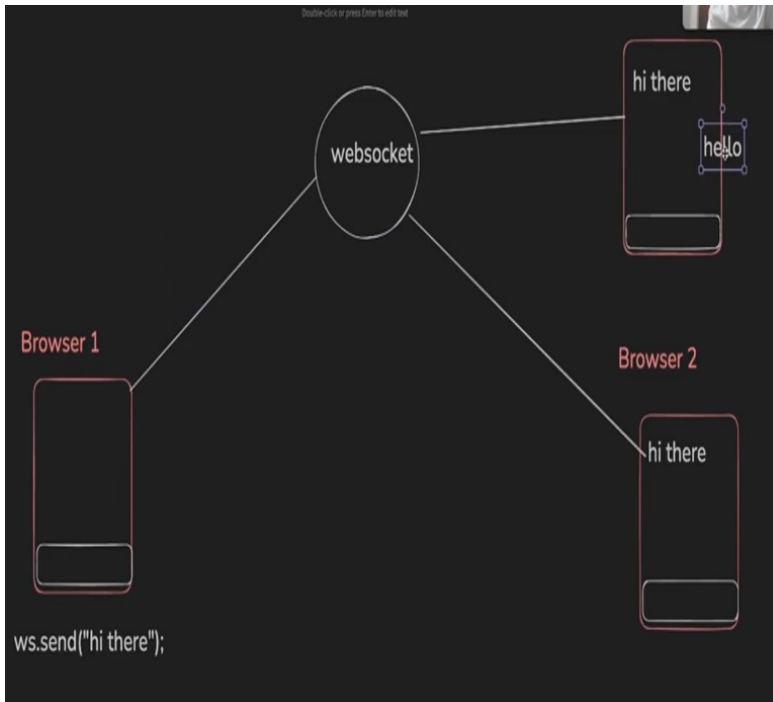 Double-click or press Enter to edit text
hi there
websocket
hello
Browser 1
Browser 2
hi there
ws.send("hi there");